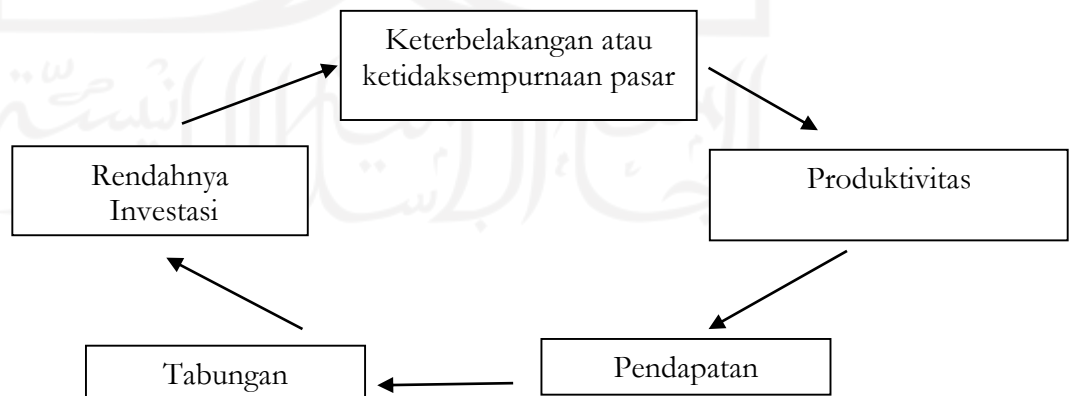 Keterbelakangan atau
ketidaksempurnaan pasar
Rendahnya
Investasi
Produktivitas
Tabungan
Pendapatan